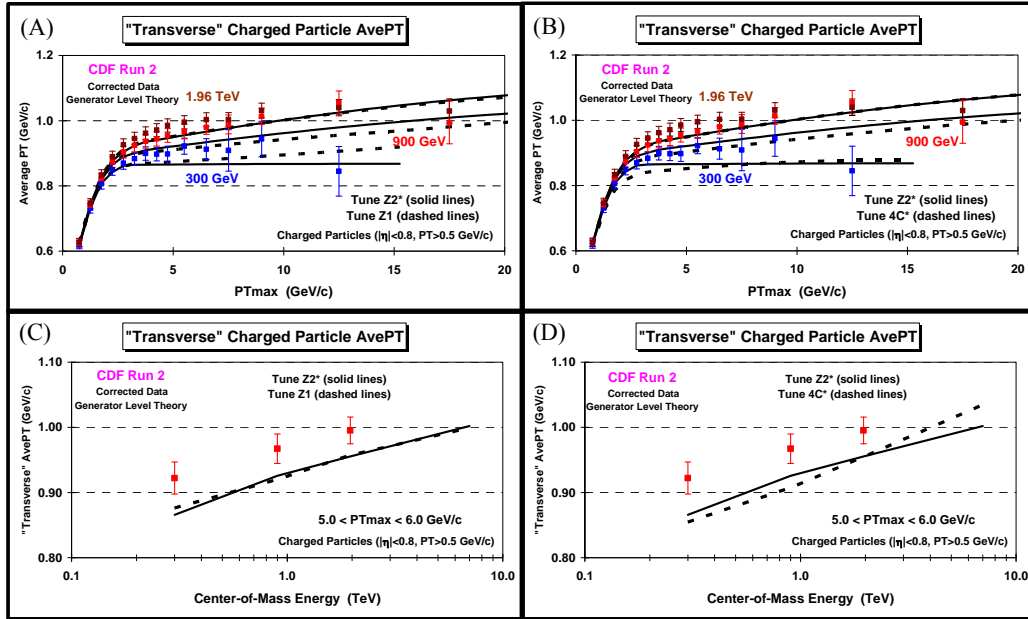 (A)
"Transverse" Charged Particle AvePT
CDF Run 2
Corrected Data
Generator Level Theory
1.96 TeV
900 GeV
300 GeV
Tune Z2* (solid lines)
Tune Z1 (dashed lines)
Charged Particles (|η|<0.8, PT>0.5 GeV/c)
Average PT (GeV/c)
1.2
1.0
0.8
0.6
0
5
10
15
20
PTmax (GeV/c)
(B)
"Transverse" Charged Particle AvePT
CDF Run 2
Corrected Data
Generator Level Theory
1.96 TeV
900 GeV
300 GeV
Tune Z2* (solid lines)
Tune 4C* (dashed lines)
Charged Particles (|η|<0.8, PT>0.5 GeV/c)
Average PT (GeV/c)
1.2
1.0
0.8
0.6
0
5
10
15
20
PTmax (GeV/c)
(C)
"Transverse" Charged Particle AvePT
CDF Run 2
Corrected Data
Generator Level Theory
Tune Z2* (solid lines)
Tune Z1 (dashed lines)
5.0 < PTmax < 6.0 GeV/c
Charged Particles (|η|<0.8, PT>0.5 GeV/c)
"Transverse" AvePT (GeV/c)
1.10
1.00
0.90
0.80
0.1
1.0
10.0
Center-of-Mass Energy (TeV)
(D)
"Transverse" Charged Particle AvePT
CDF Run 2
Corrected Data
Generator Level Theory
Tune Z2* (solid lines)
Tune 4C* (dashed lines)
5.0 < PTmax < 6.0 GeV/c
Charged Particles (|η|<0.8, PT>0.5 GeV/c)
"Transverse" AvePT (GeV/c)
1.10
1.00
0.90
0.80
0.1
1.0
10.0
Center-of-Mass Energy (TeV)